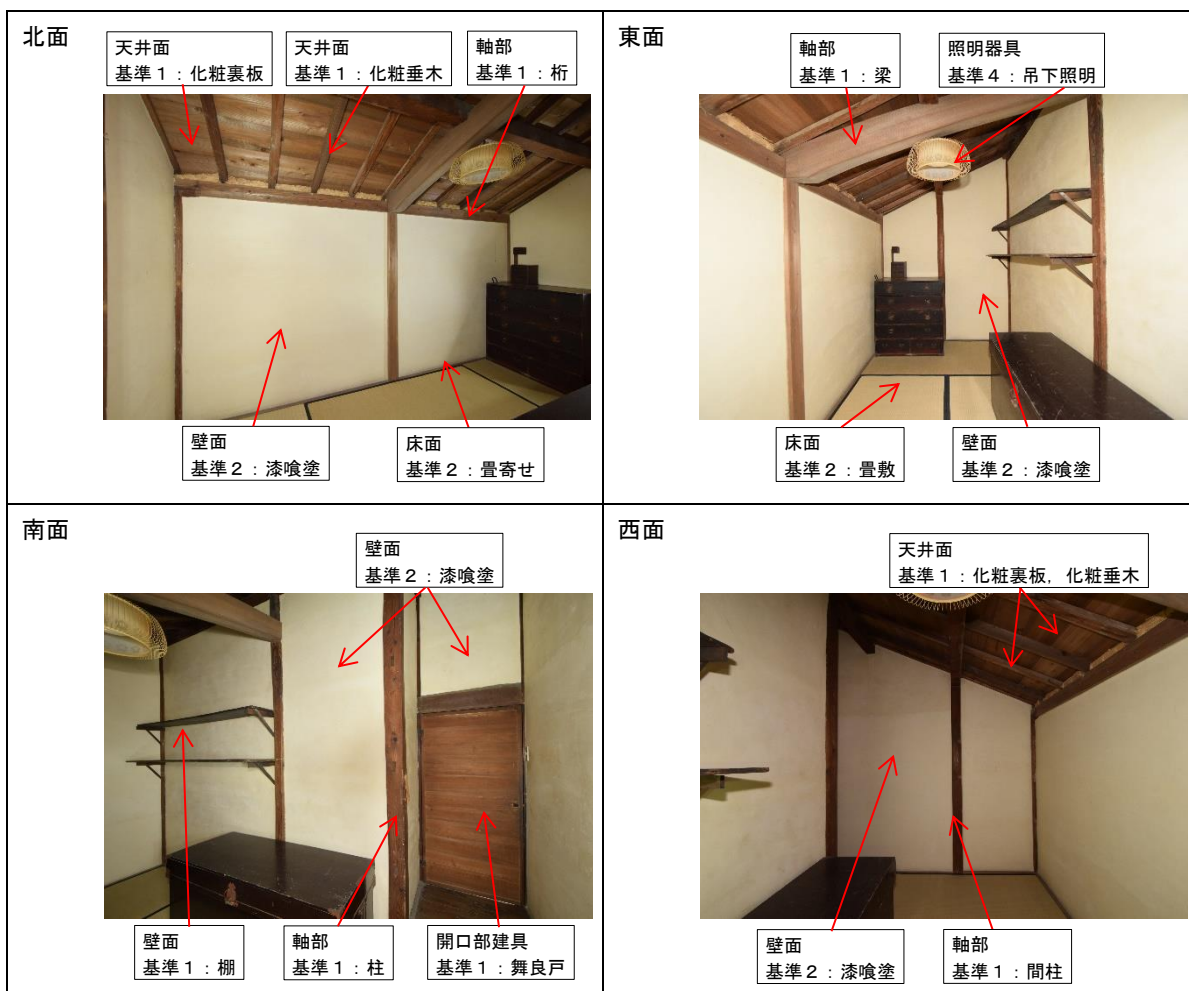 北面
天井面
基準１：化粧裏板
天井面
基準１：化粧垂木
軸部
基準１：桁
壁面
基準２：漆喰塗
床面
基準２：畳寄せ
東面
軸部
基準１：梁
照明器具
基準４：吊下照明
床面
基準２：畳敷
壁面
基準２：漆喰塗
南面
壁面
基準２：漆喰塗
壁面
基準１：棚
軸部
基準１：柱
開口部建具
基準１：舞良戸
西面
天井面
基準１：化粧裏板，化粧垂木
壁面
基準２：漆喰塗
軸部
基準１：間柱